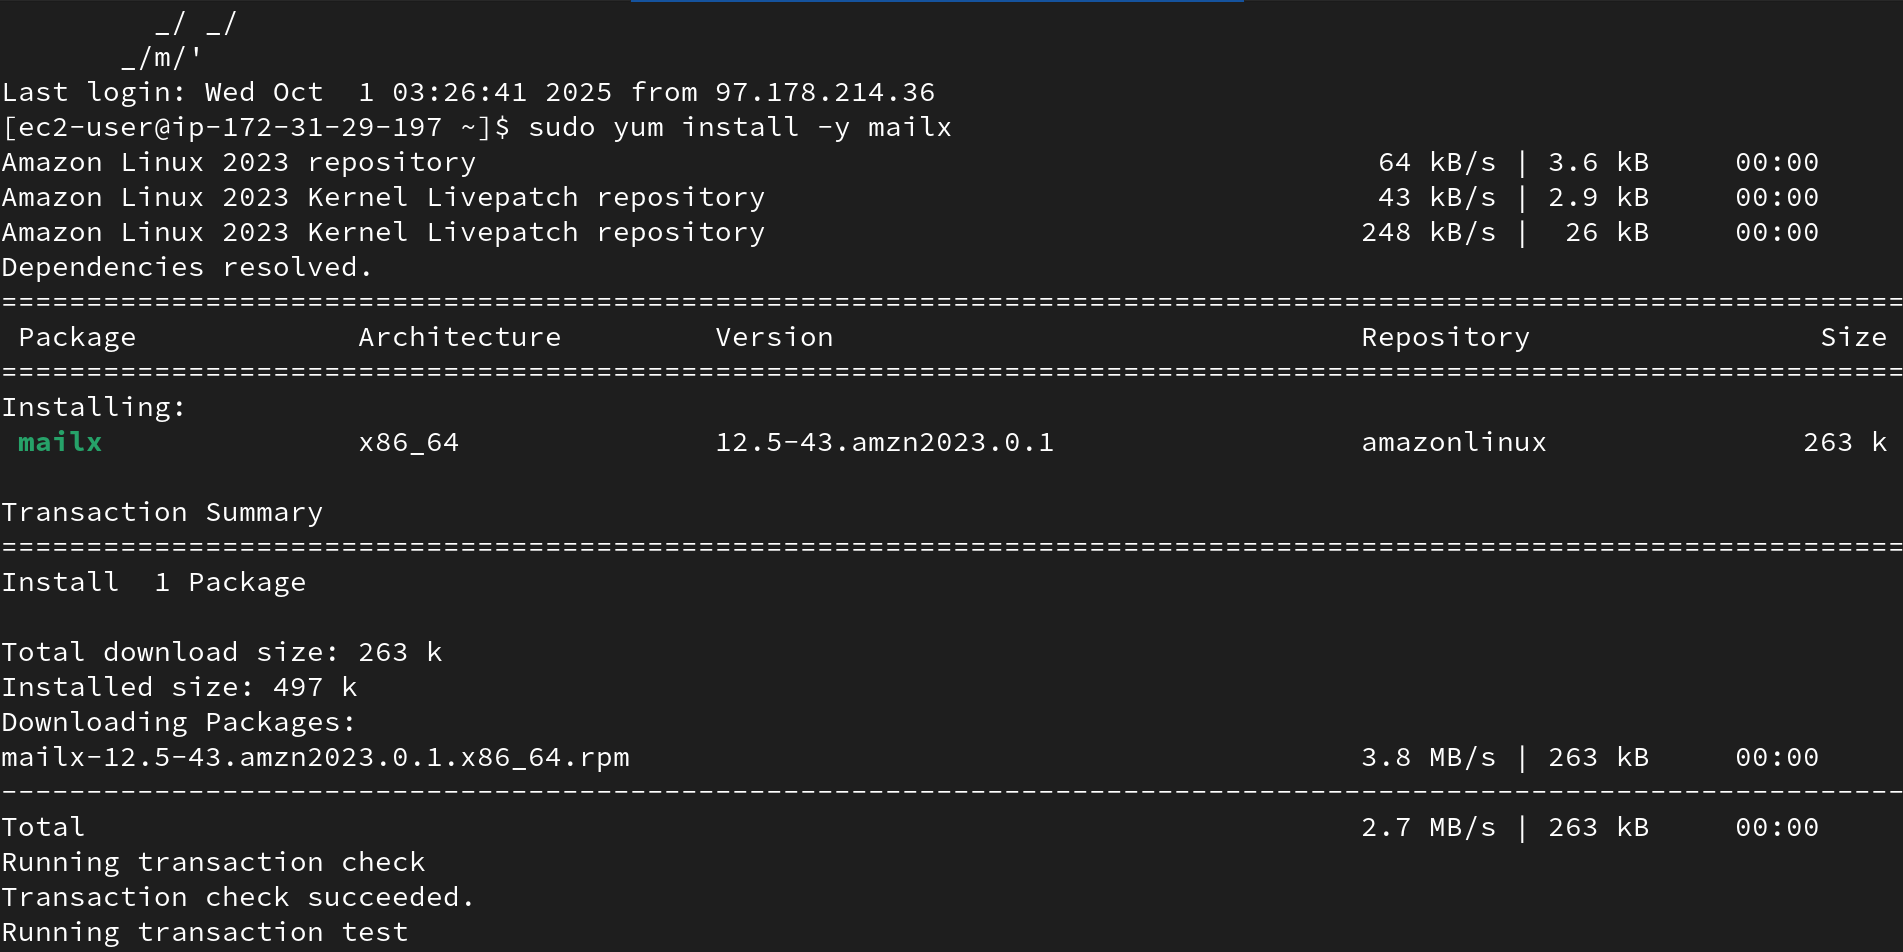 _/ _/
_/m/'
Last login: Wed Oct  1 03:26:41 2025 from 97.178.214.36
[ec2-user@ip-172-31-29-197 ~]$ sudo yum install -y mailx
Amazon Linux 2023 repository 64 kB/s | 3.6 kB 00:00
Amazon Linux 2023 Kernel Livepatch repository 43 kB/s | 2.9 kB 00:00
Amazon Linux 2023 Kernel Livepatch repository 248 kB/s |  26 kB 00:00
Dependencies resolved.
================================================================================================================
Package Architecture Version Repository Size
================================================================================================================
Installing:
mailx x86_64 12.5-43.amzn2023.0.1 amazonlinux 263 k
Transaction Summary
================================================================================================================
Install  1 Package
Total download size: 263 k
Installed size: 497 k
Downloading Packages:
mailx-12.5-43.amzn2023.0.1.x86_64.rpm 3.8 MB/s | 263 kB 00:00
----------------------------------------------------------------------------------------------------------------
Total 2.7 MB/s | 263 kB 00:00
Running transaction check
Transaction check succeeded.
Running transaction test